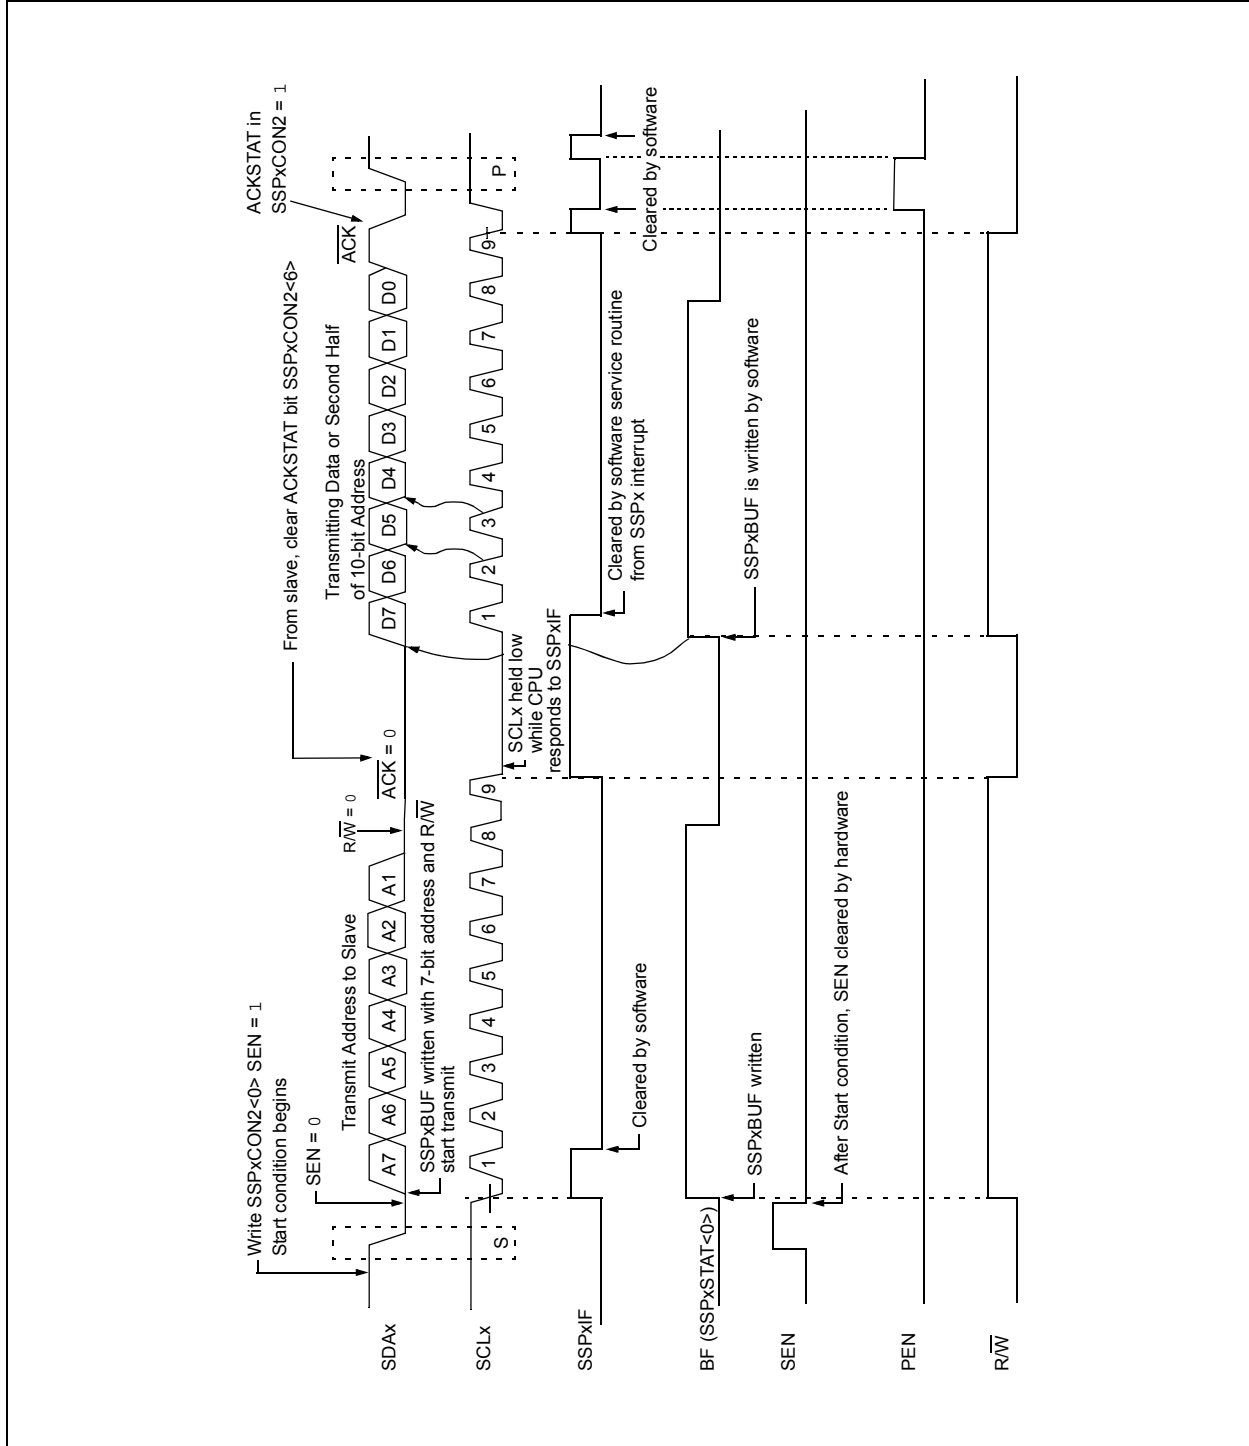 Write SSPxCON2<0> SEN = 1
Start condition begins
SEN = 0
Transmit Address to Slave
R/W = 0
From slave, clear ACKSTAT bit SSPxCON2<6>
ACK = 0
Transmitting Data or Second Half
of 10-bit Address
ACK
ACKSTAT in
SSPxCON2 = 1
SDAx
A7 A6 A5 A4 A3 A2 A1
D7 D6 D5 D4 D3 D2 D1 D0
SSPxBUF written with 7-bit address and R/W
start transmit
SCLx
S
1 2 3 4 5 6 7 8 9
1 2 3 4 5 6 7 8 9
P
SCLx held low
while CPU
responds to SSPxIF
SSPxIF
Cleared by software
Cleared by software service routine
from SSPx interrupt
Cleared by software
BF (SSPxSTAT<0>)
SSPxBUF written
SSPxBUF is written by software
SEN
After Start condition, SEN cleared by hardware
PEN
R/W